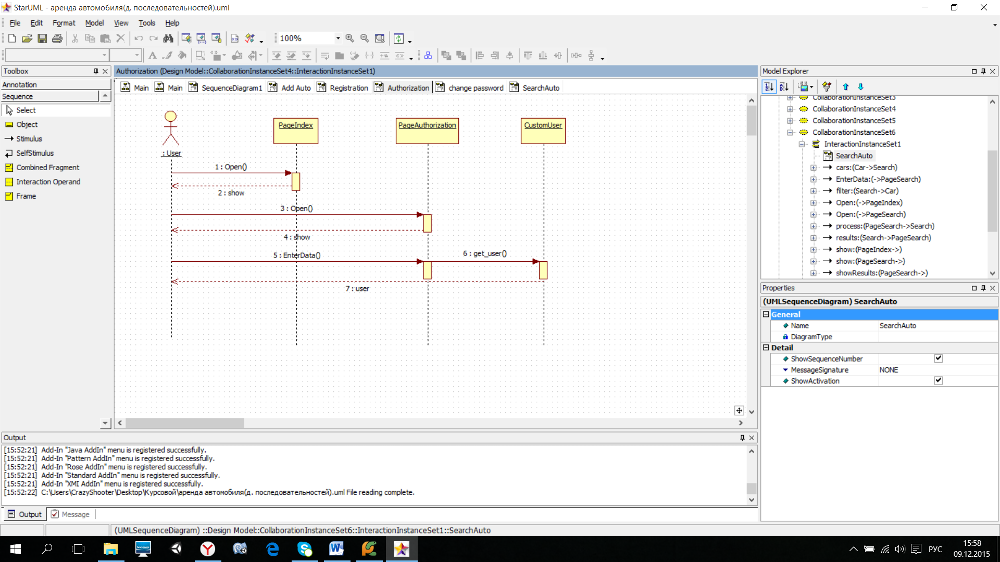 StarUML - аренда автомобиля(д. последовательностей).uml
File Edit Format Model View Tools Help
100%
Toolbox
Annotation
Sequence
Select
Object
Stimulus
SelfStimulus
Combined Fragment
Interaction Operand
Frame
Authorization (Design Model::CollaborationInstanceSet4::InteractionInstanceSet1)
Main Main SequenceDiagram1 Add Auto Registration Authorization change password SearchAuto
PageIndex PageAuthorization CustomUser
: User
1 : Open()
2 : show
3 : Open()
4 : show
5 : EnterData()
6 : get_user()
7 : user
Model Explorer
CollaborationInstanceSet3
CollaborationInstanceSet4
CollaborationInstanceSet5
CollaborationInstanceSet6
InteractionInstanceSet1
SearchAuto
cars:(Car->Search)
EnterData:(->PageSearch)
filter:(Search->Car)
Open:(->PageIndex)
Open:(->PageSearch)
process:(PageSearch->Search)
results:(Search->PageSearch)
show:(PageIndex->)
show:(PageSearch->)
showResults:(PageSearch->)
Properties
(UMLSequenceDiagram) SearchAuto
General
Name SearchAuto
DiagramType
Detail
ShowSequenceNumber
MessageSignature NONE
ShowActivation
Output
[15:52:21] Add-In "Java AddIn" menu is registered successfully.
[15:52:21] Add-In "Pattern AddIn" menu is registered successfully.
[15:52:21] Add-In "Rose AddIn" menu is registered successfully.
[15:52:21] Add-In "Standard AddIn" menu is registered successfully.
[15:52:21] Add-In "XMI AddIn" menu is registered successfully.
[15:52:22] C:\Users\CrazyShooter\Desktop\Курсовой\аренда автомобиля(д. последовательностей).uml File reading complete.
Output Message
(UMLSequenceDiagram) ::Design Model::CollaborationInstanceSet6::InteractionInstanceSet1::SearchAuto
РУС
15:58
09.12.2015